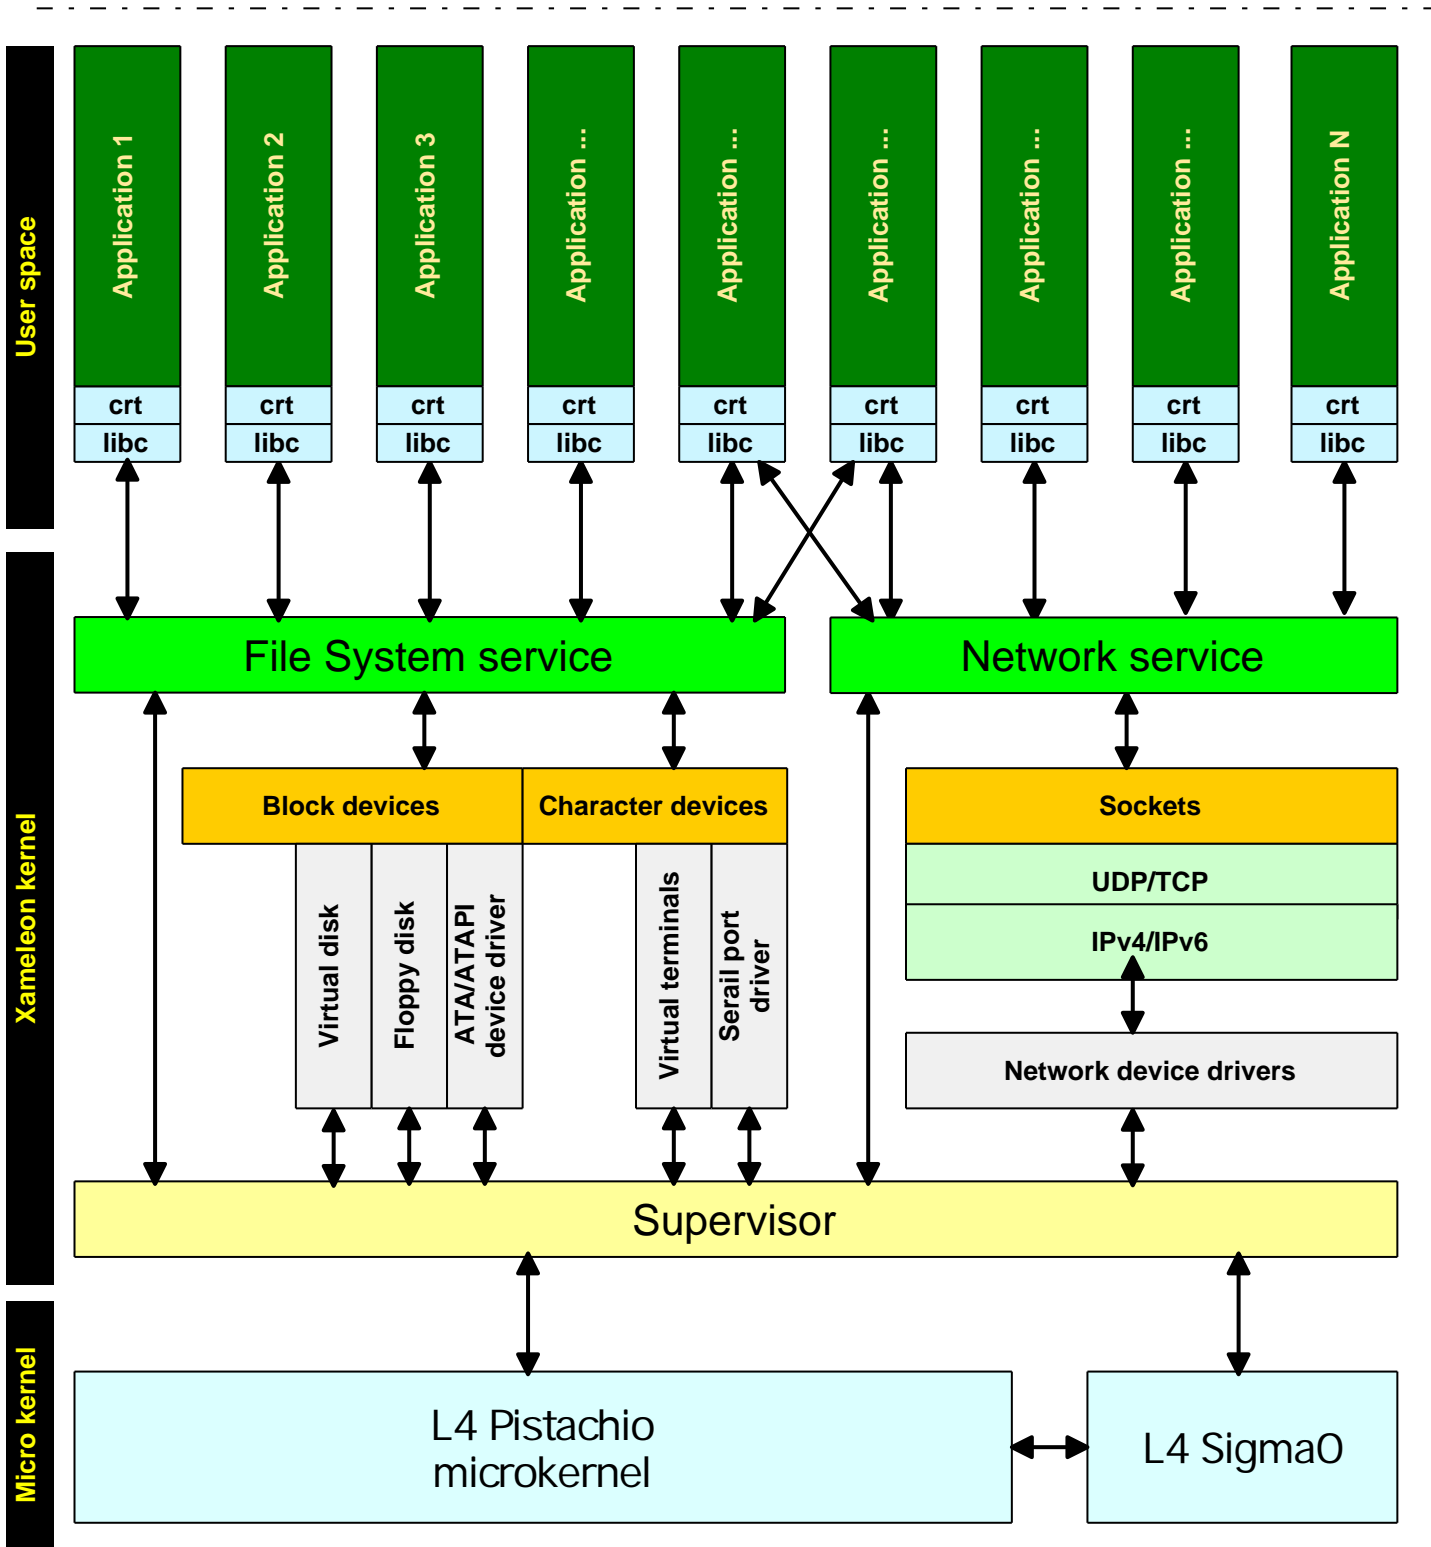 User space
Application 1
Application 2
Application 3
Application ...
Application ...
Application ...
Application ...
Application ...
Application N
crt
crt
crt
crt
crt
crt
crt
crt
crt
libc
libc
libc
libc
libc
libc
libc
libc
libc
Xameleon kernel
File System service
Network service
Block devices
Character devices
Sockets
UDP/TCP
IPv4/IPv6
Virtual disk
Floppy disk
ATA/ATAPI
device driver
Virtual terminals
Serail port
driver
Network device drivers
Supervisor
Micro kernel
L4 Pistachio
microkernel
L4 Sigma0